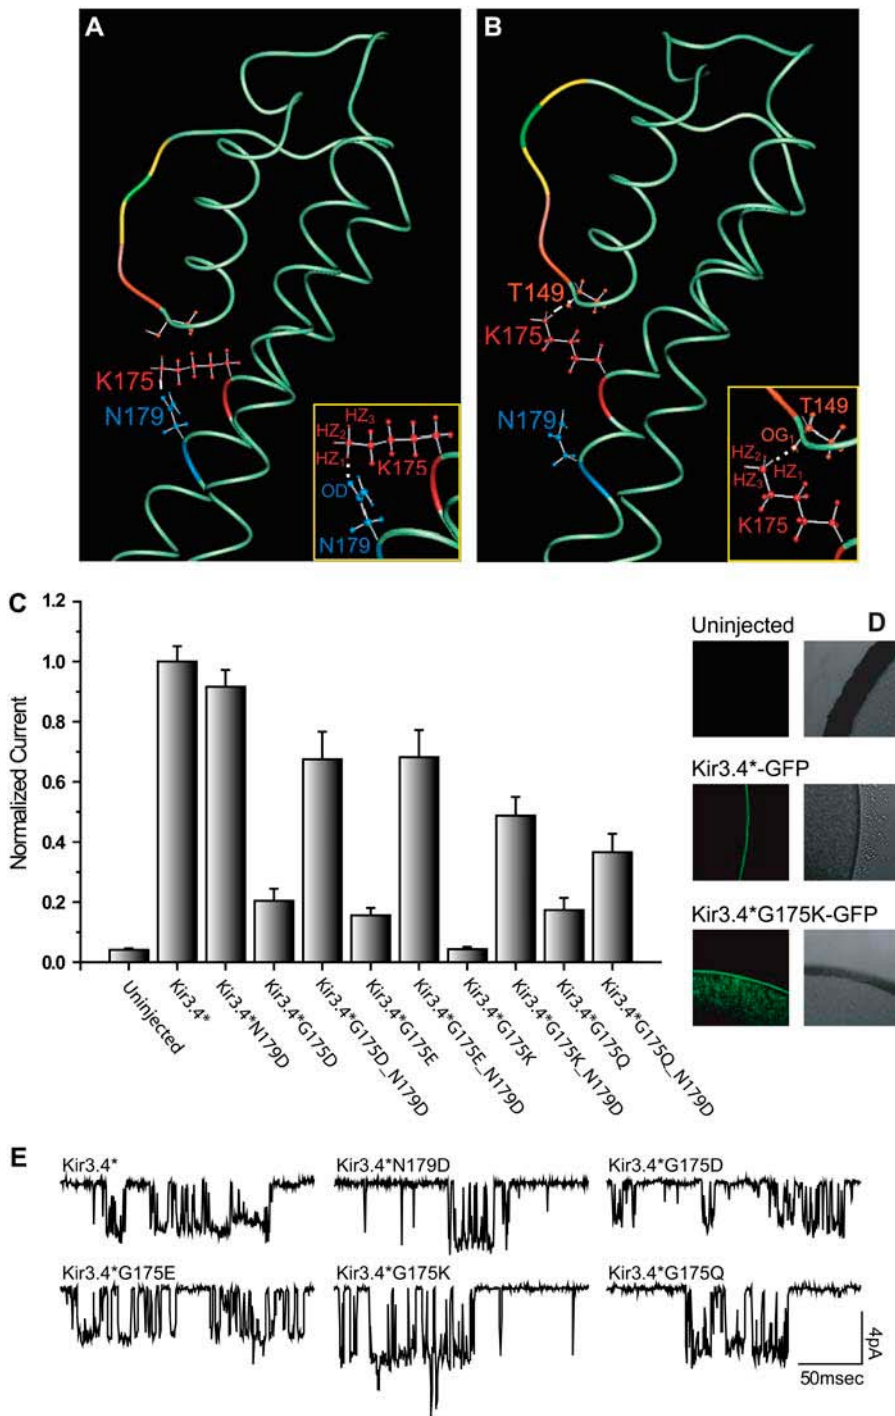 A
K175
N179
HZ3
HZ2
HZ1
K175
OD
N179
B
T149
K175
N179
T149
OG1
HZ2
HZ1
HZ3
K175
C
Normalized Current
1.2
1.0
0.8
0.6
0.4
0.2
0.0
Uninjected
Kir3.4*
Kir3.4*N179D
Kir3.4*G175D
Kir3.4*G175D_N179D
Kir3.4*G175E
Kir3.4*G175E_N179D
Kir3.4*G175K
Kir3.4*G175K_N179D
Kir3.4*G175Q
Kir3.4*G175Q_N179D
D
Uninjected
Kir3.4*-GFP
Kir3.4*G175K-GFP
E
Kir3.4*
Kir3.4*N179D
Kir3.4*G175D
Kir3.4*G175E
Kir3.4*G175K
Kir3.4*G175Q
4pA
50msec